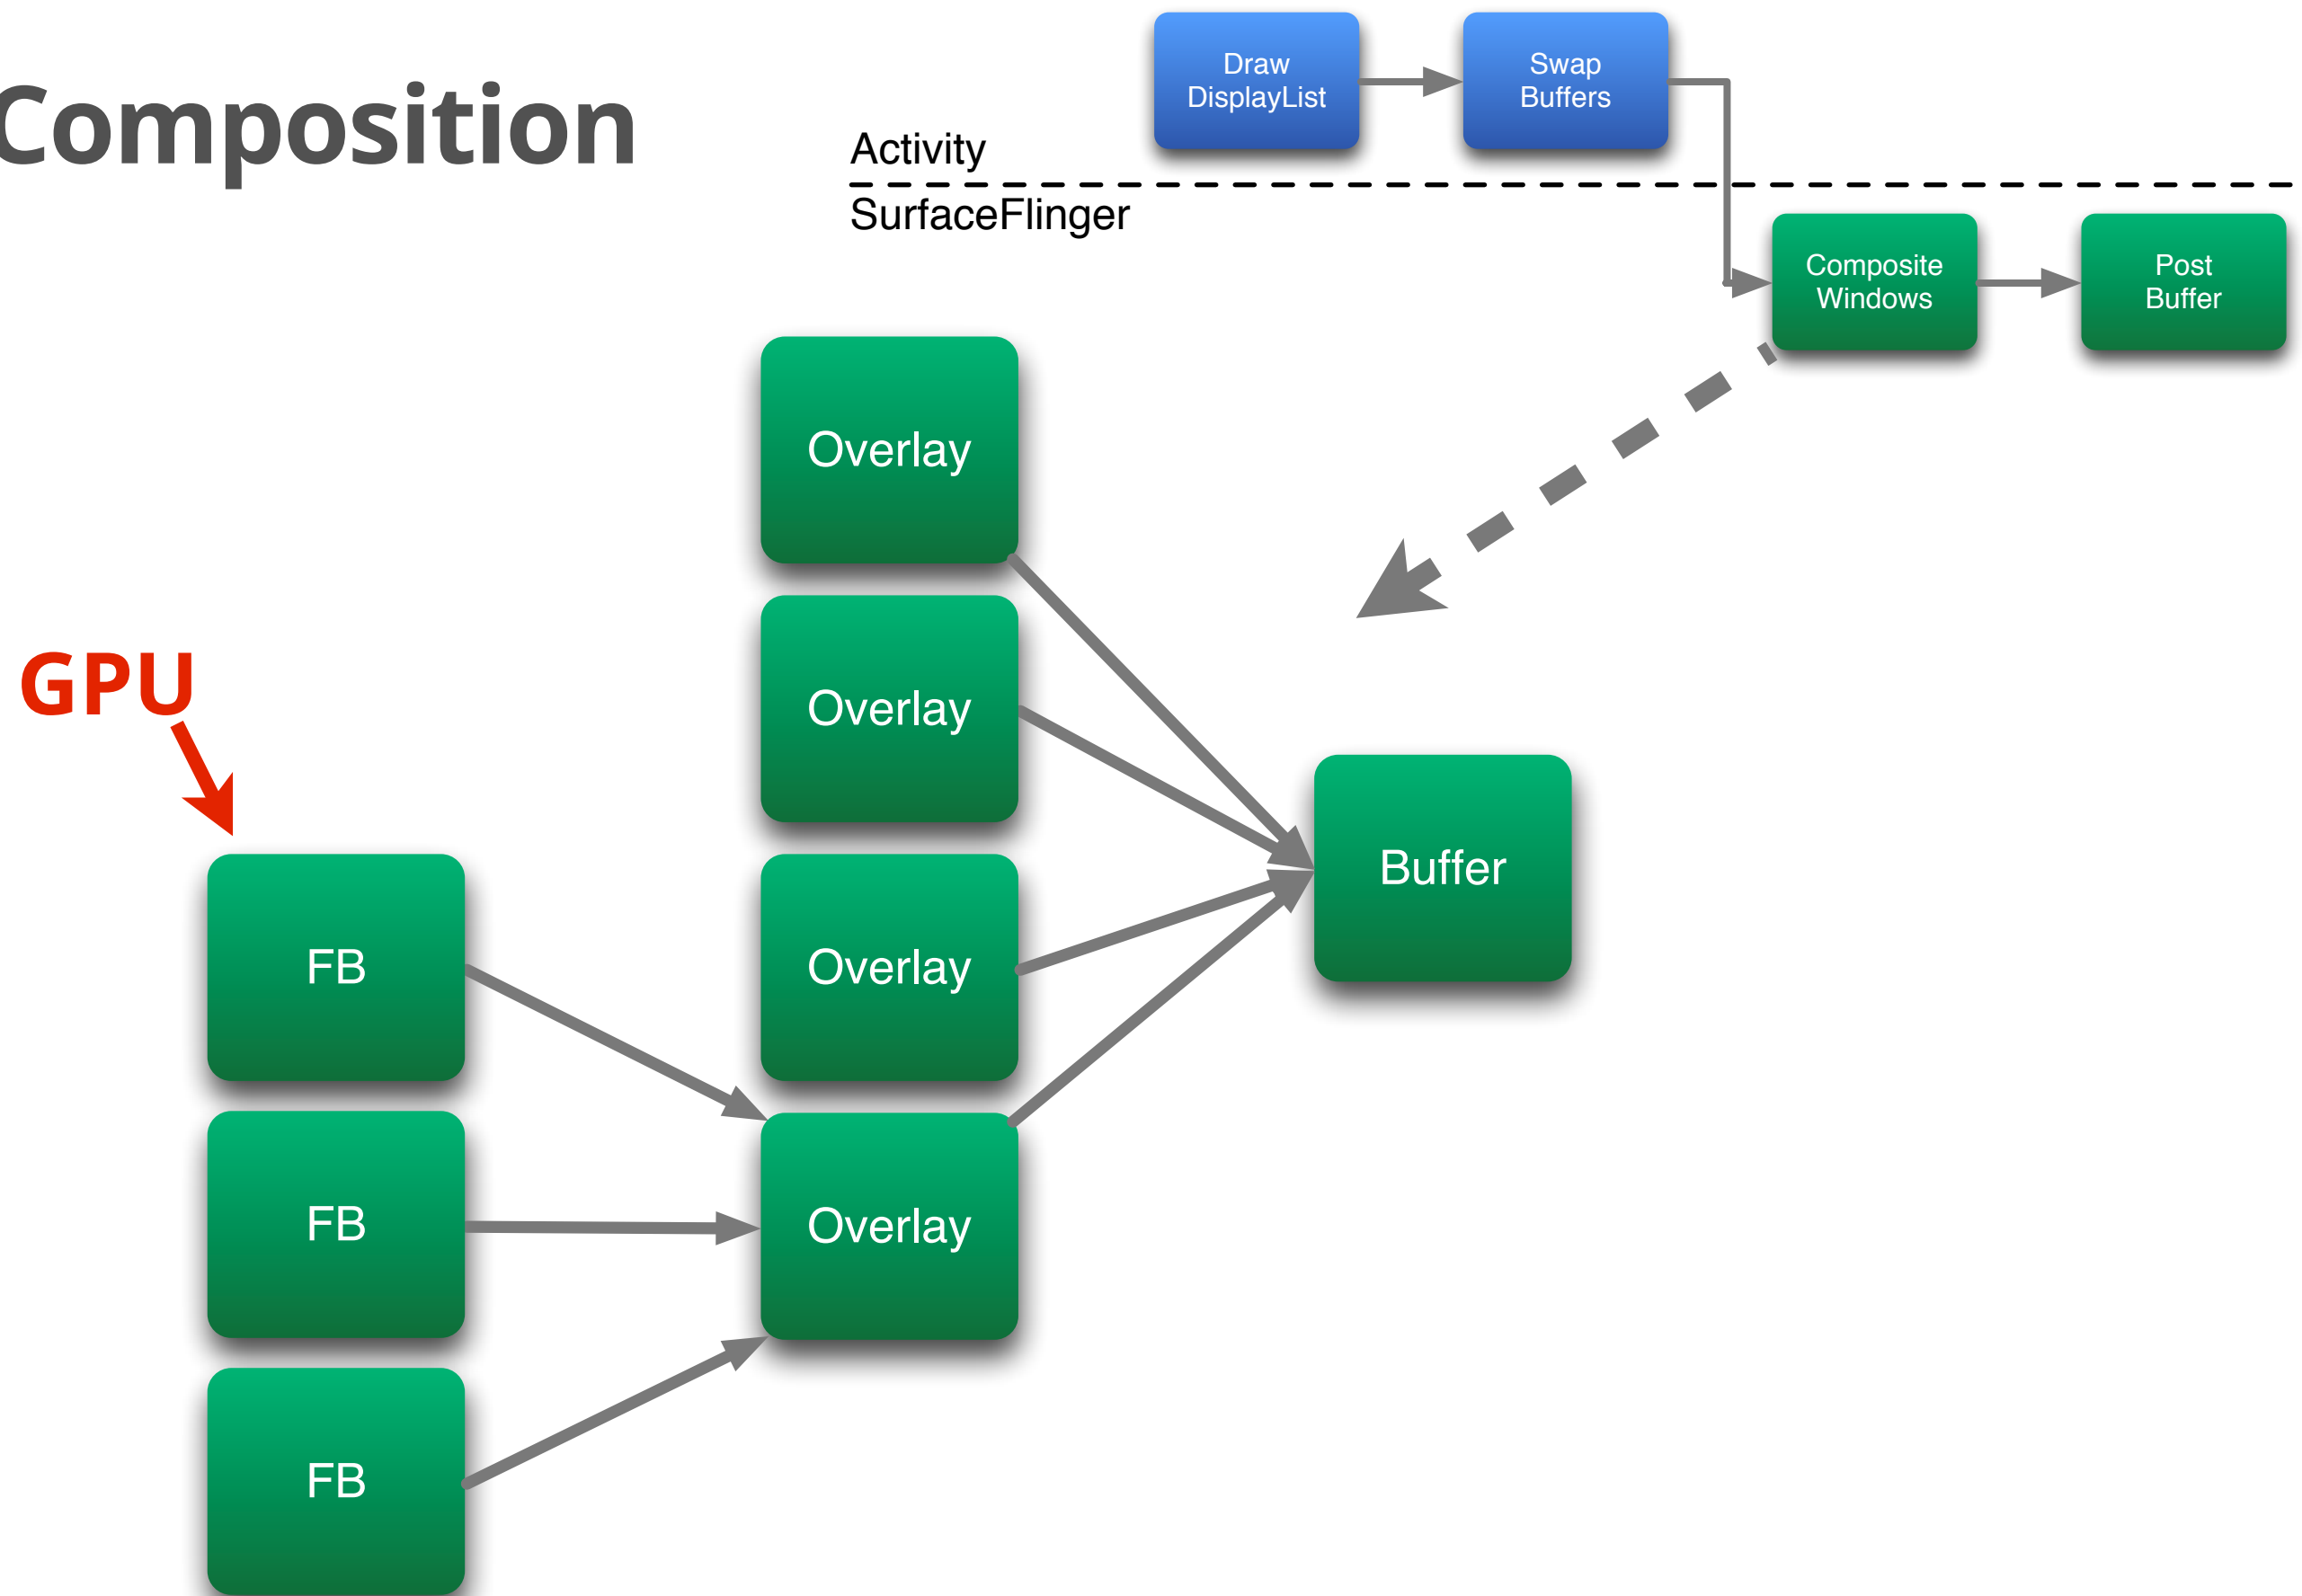 Composition
Draw
DisplayList
Swap
Buffers
Activity
SurfaceFlinger
Composite
Windows
Post
Buffer
Overlay
GPU
Overlay
Buffer
FB
Overlay
FB
Overlay
FB